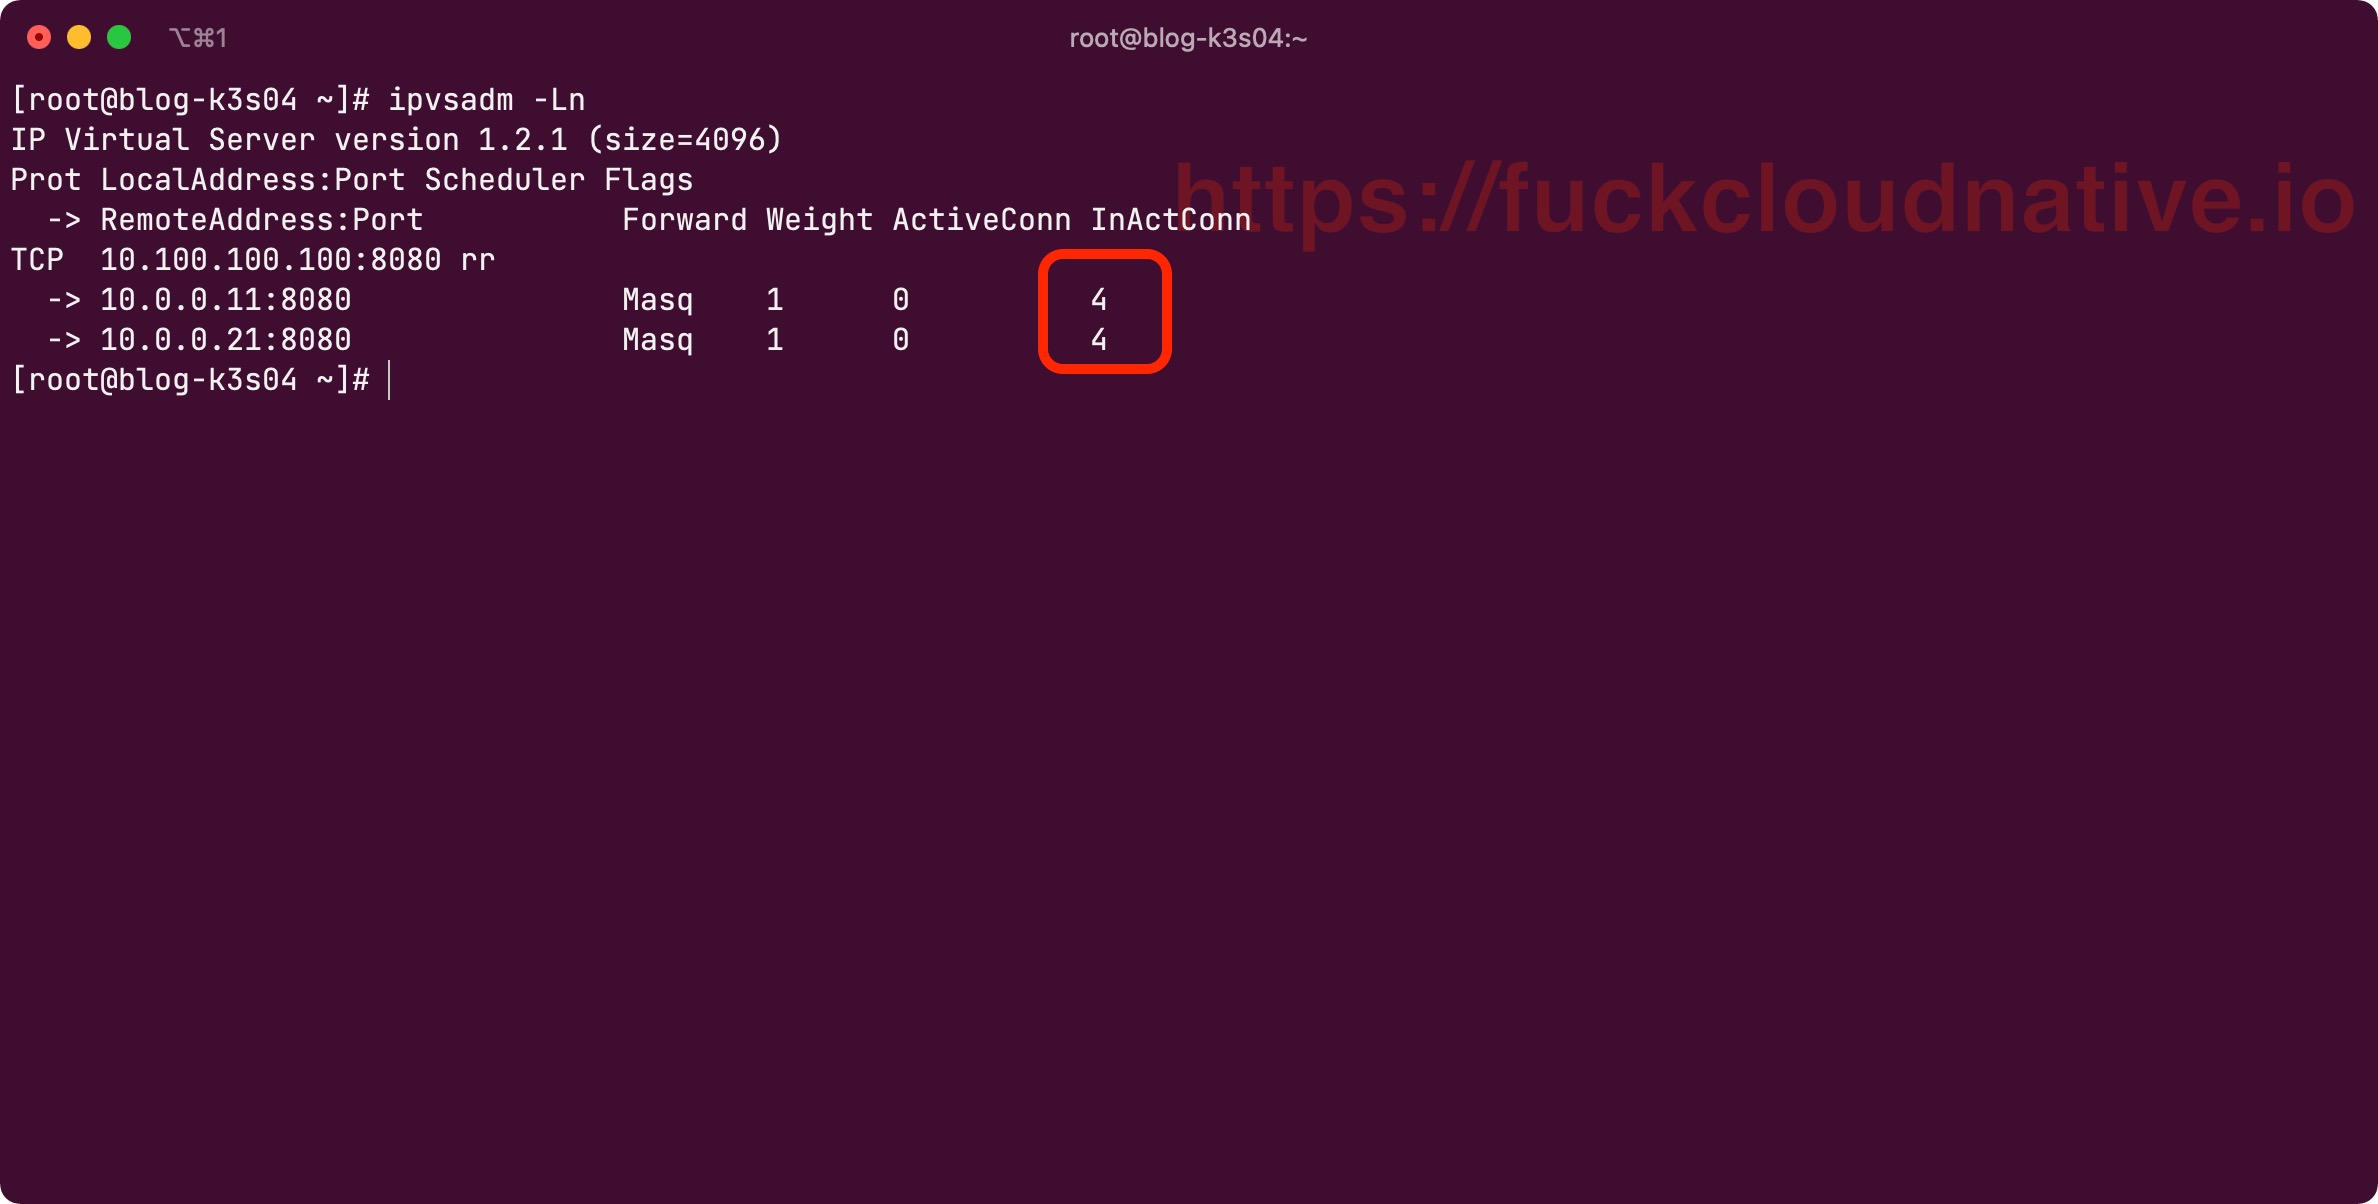 ⌥⌘1
root@blog-k3s04:~
[root@blog-k3s04 ~]# ipvsadm -Ln
IP Virtual Server version 1.2.1 (size=4096)
Prot LocalAddress:Port Scheduler Flags
  -> RemoteAddress:Port           Forward Weight ActiveConn InActConn
TCP  10.100.100.100:8080 rr
  -> 10.0.0.11:8080               Masq    1      0          4
  -> 10.0.0.21:8080               Masq    1      0          4
[root@blog-k3s04 ~]#
https://fuckcloudnative.io